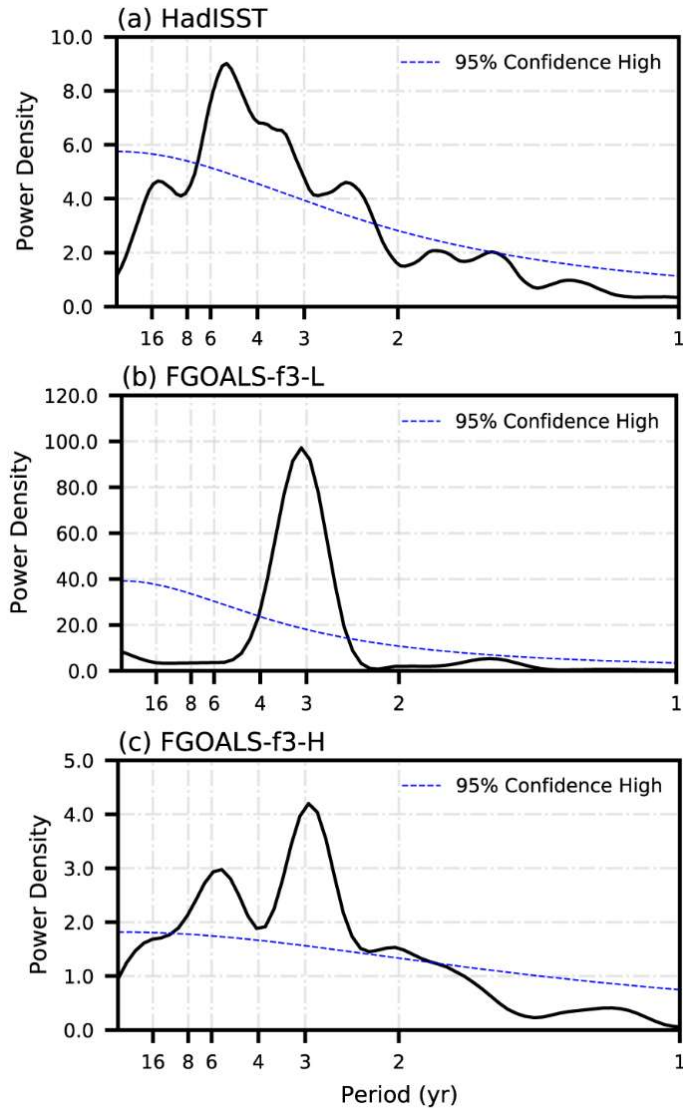 (a) HadISST
10.0
8.0
6.0
4.0
2.0
0.0
Power Density
95% Confidence High
16 8 6 4 3 2 1
(b) FGOALS-f3-L
120.0
100.0
80.0
60.0
40.0
20.0
0.0
Power Density
95% Confidence High
16 8 6 4 3 2 1
(c) FGOALS-f3-H
5.0
4.0
3.0
2.0
1.0
0.0
Power Density
95% Confidence High
16 8 6 4 3 2 1
Period (yr)